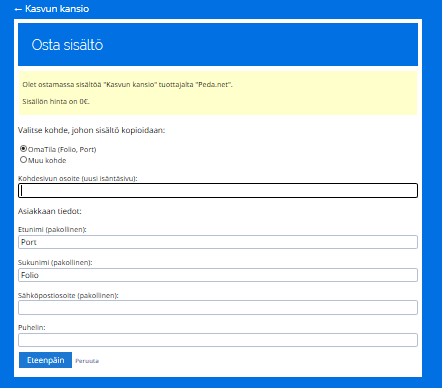 ← Kasvun kansio
Osta sisältö
Olet ostamassa sisältöä "Kasvun kansio" tuottajalta "Peda.net".
Sisällön hinta on 0€.
Valitse kohde, johon sisältö kopioidaan:
OmaTila (Folio, Port)
Muu kohde
Kohdesivun osoite (uusi isäntäsivu):
Asiakkaan tiedot:
Etunimi (pakollinen):
Port
Sukunimi (pakollinen):
Folio
Sähköpostiosoite (pakollinen):
Puhelin:
Eteenpäin Peruuta